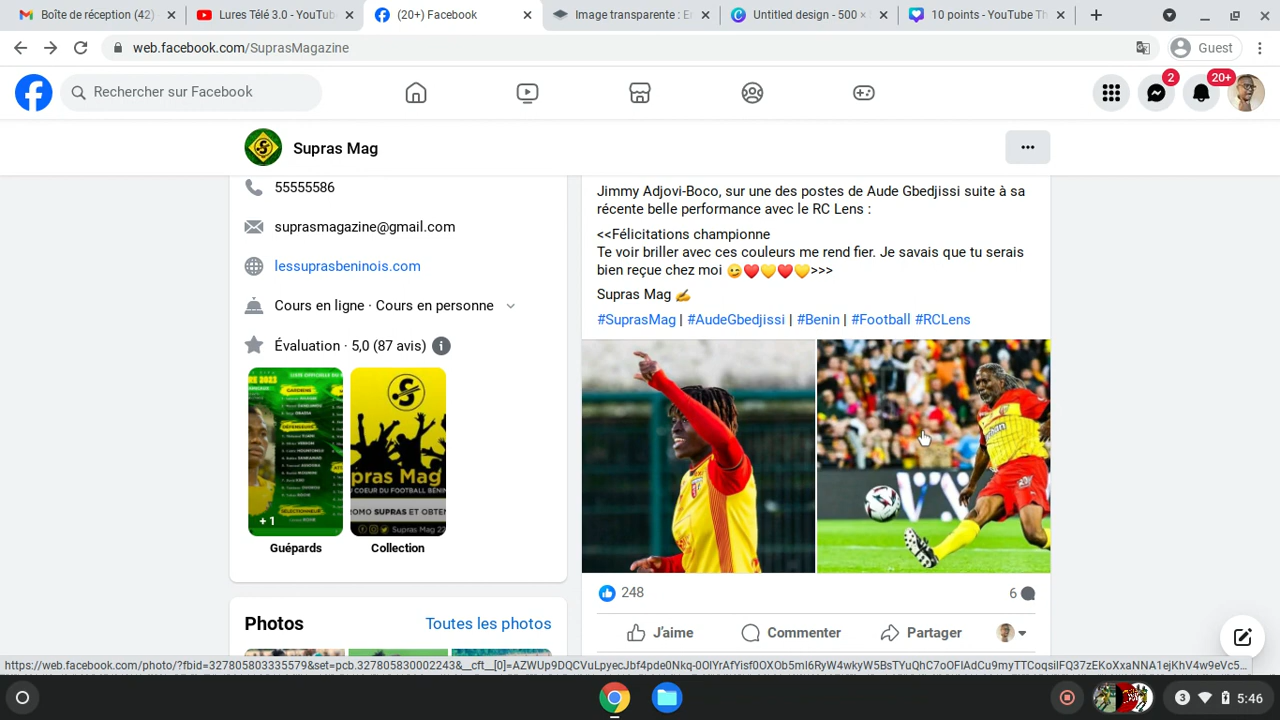 Boîte de réception (42)
Lures Télé 3.0 - YouTub
(20+) Facebook
Image transparente : E
Untitled design - 500 ×
10 points - YouTube Th
web.facebook.com/SuprasMagazine
Guest
Rechercher sur Facebook
2
20+
Supras Mag
55555586
suprasmagazine@gmail.com
lessuprasbeninois.com
Cours en ligne · Cours en personne
Évaluation · 5,0 (87 avis)
+ 1
pras Mag
Supras Mag
Guépards
Collection
Photos
Toutes les photos
Jimmy Adjovi-Boco, sur une des postes de Aude Gbedjissi suite à sa
récente belle performance avec le RC Lens :
<<Félicitations championne
Te voir briller avec ces couleurs me rend fier. Je savais que tu serais
bien reçue chez moi 😉❤️💛❤️💛>>>
Supras Mag ✍️
#SuprasMag | #AudeGbedjissi | #Benin | #Football #RCLens
248
6
J'aime
Commenter
Partager
3
5:46